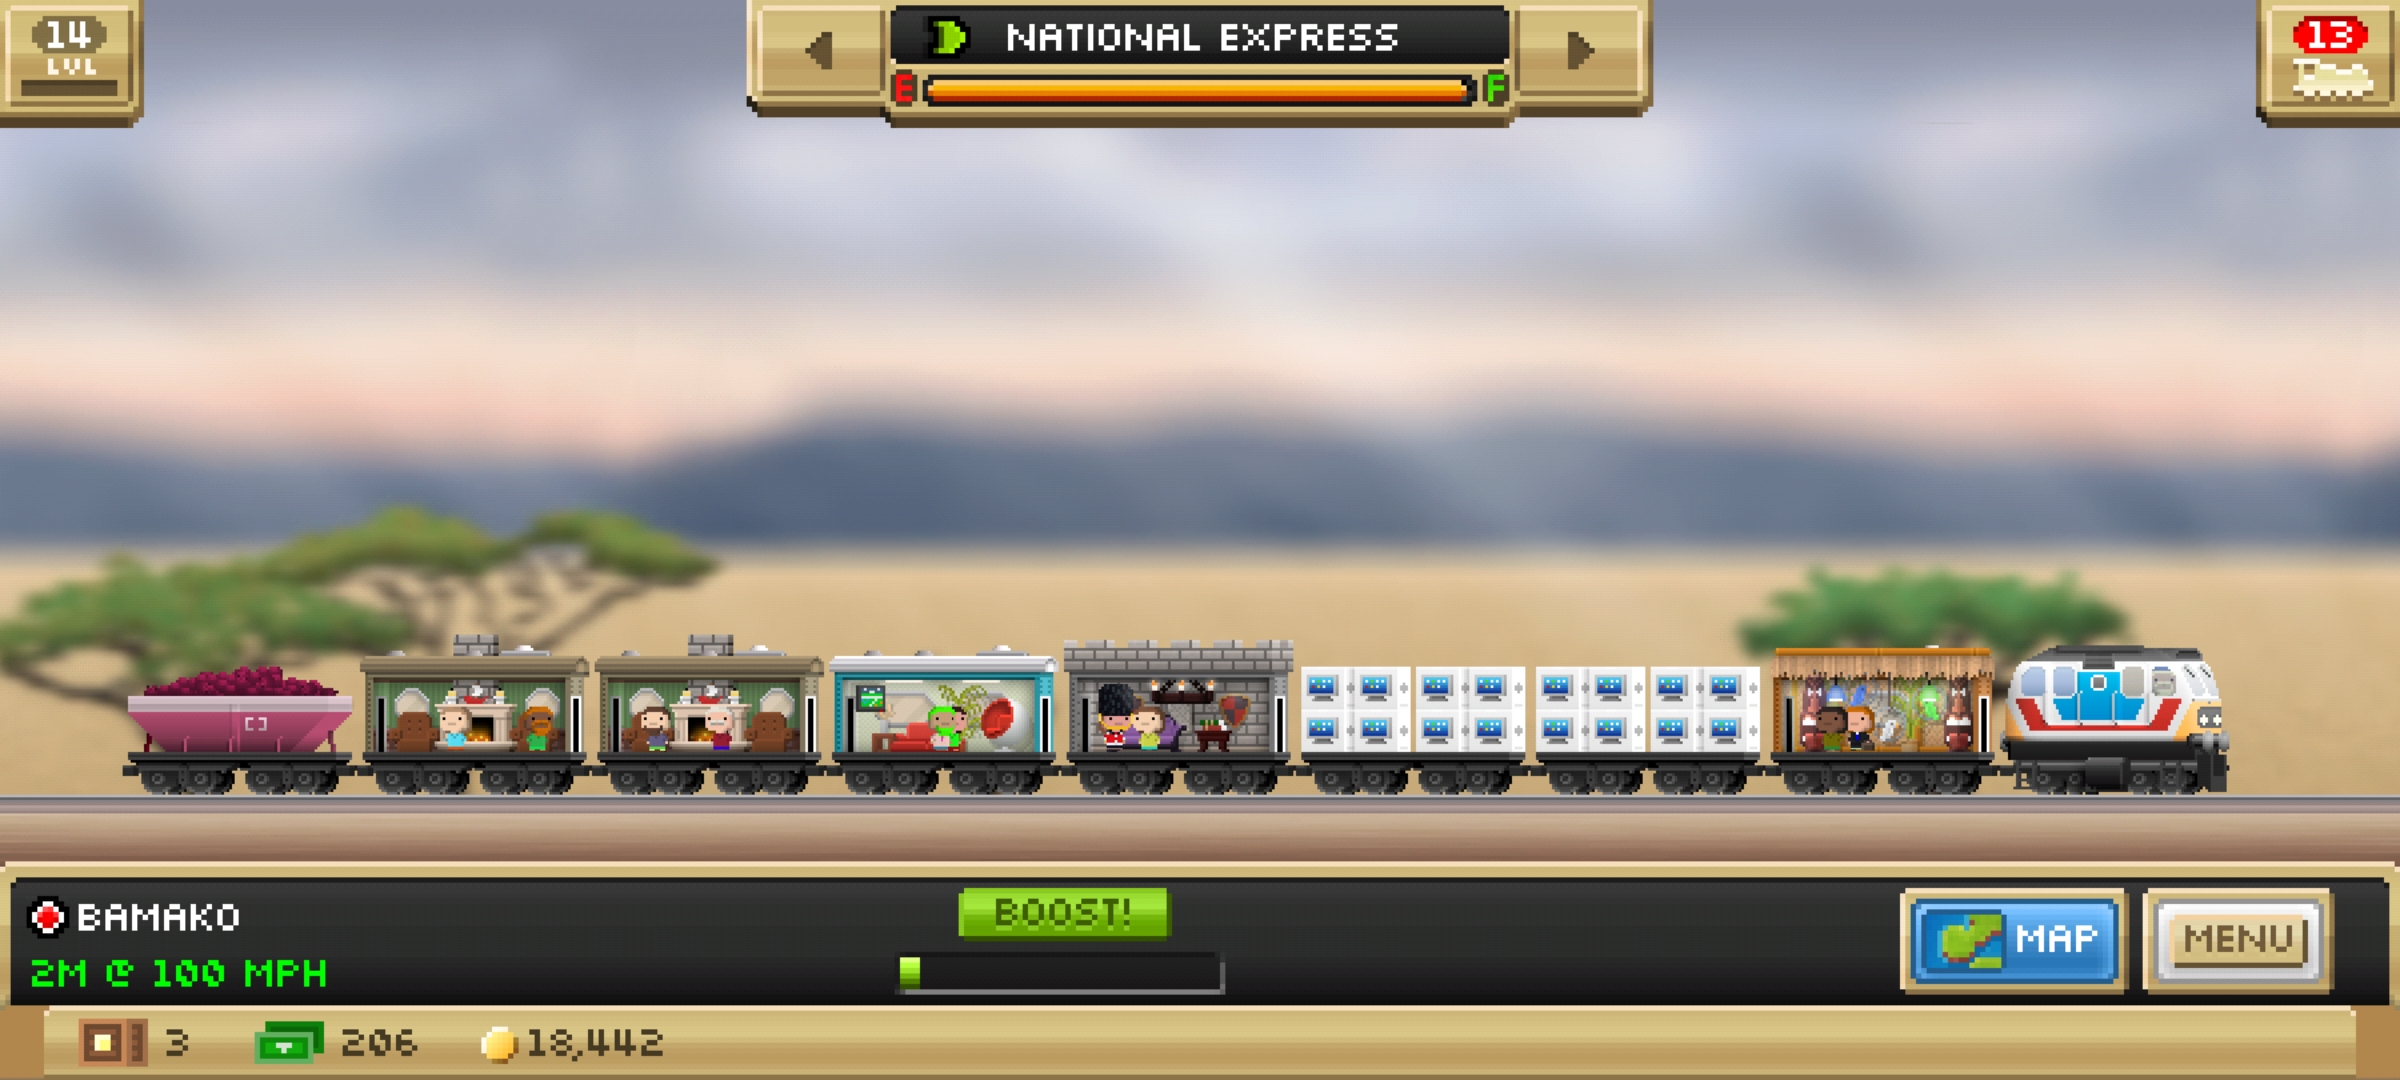 14
LVL
NATIONAL EXPRESS
E F
13
BAMAKO
2M @ 100 MPH
BOOST!
MAP
MENU
3
206
18,442